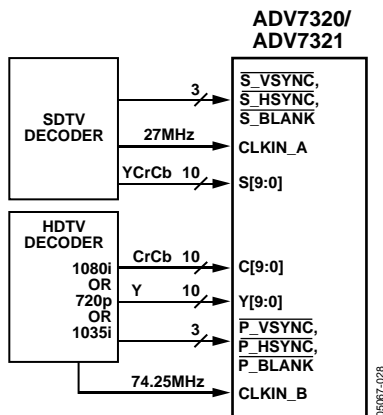 ADV7320/
ADV7321
SDTV
DECODER
3
S_VSYNC,
S_HSYNC,
S_BLANK
27MHz
CLKIN_A
YCrCb 10
S[9:0]
HDTV
DECODER
1080i
OR
720p
OR
1035i
CrCb 10
C[9:0]
Y 10
Y[9:0]
3
P_VSYNC,
P_HSYNC,
P_BLANK
74.25MHz
CLKIN_B
05067-028